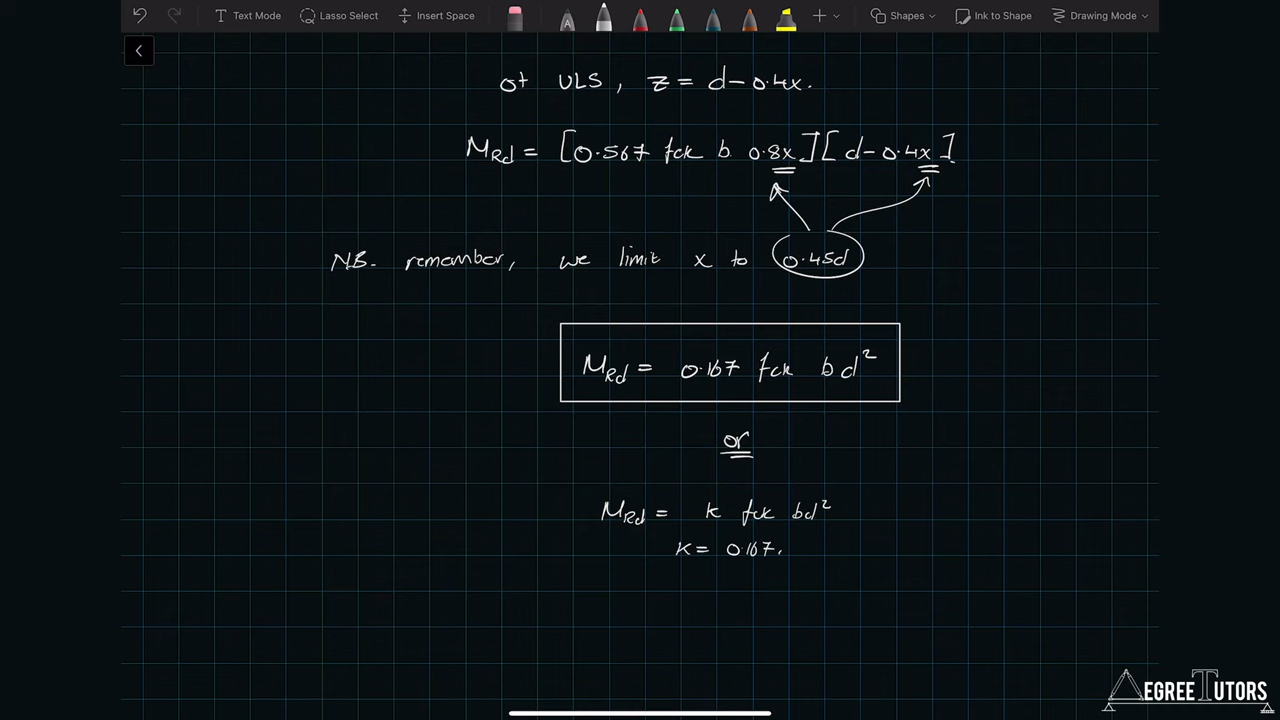 Text Mode Lasso Select Insert Space A Shapes Ink to Shape Drawing Mode
at ULS, z = d - 0.4x.
MRd = [0.567 fck b 0.8x][d - 0.4x]
N.B. remember, we limit x to 0.45d
MRd = 0.167 fck bd²
or
MRd = k fck bd²
k = 0.167.
DEGREE TUTORS